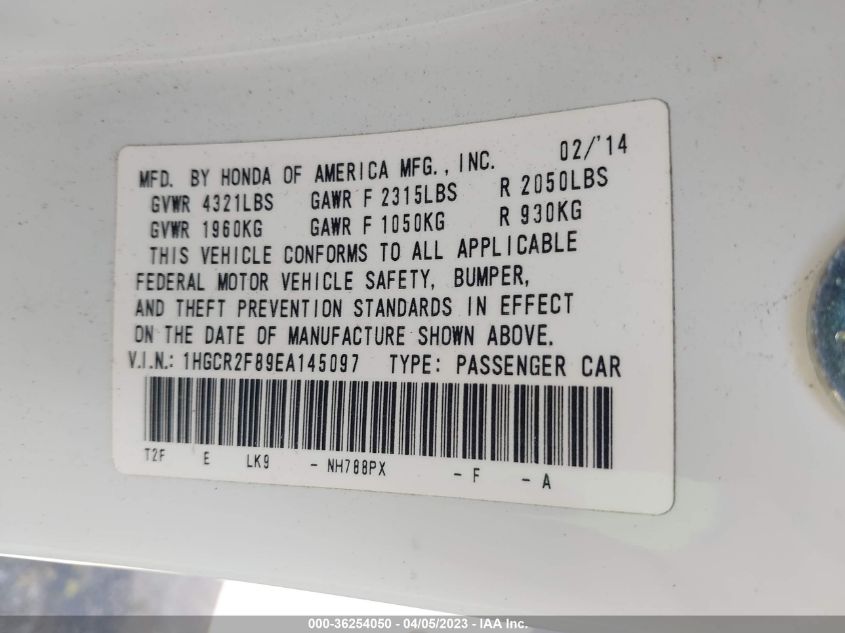 MFD. BY HONDA OF AMERICA MFG., INC. 02/'14
GVWR 4321LBS GAWR F 2315LBS R 2050LBS
GVWR 1960KG GAWR F 1050KG R 930KG
THIS VEHICLE CONFORMS TO ALL APPLICABLE
FEDERAL MOTOR VEHICLE SAFETY, BUMPER,
AND THEFT PREVENTION STANDARDS IN EFFECT
ON THE DATE OF MANUFACTURE SHOWN ABOVE.
V.I.N.: 1HGCR2F89EA145097 TYPE: PASSENGER CAR
T2F E LK9 - NH788PX - F - A
000-36254050 - 04/05/2023 - IAA Inc.